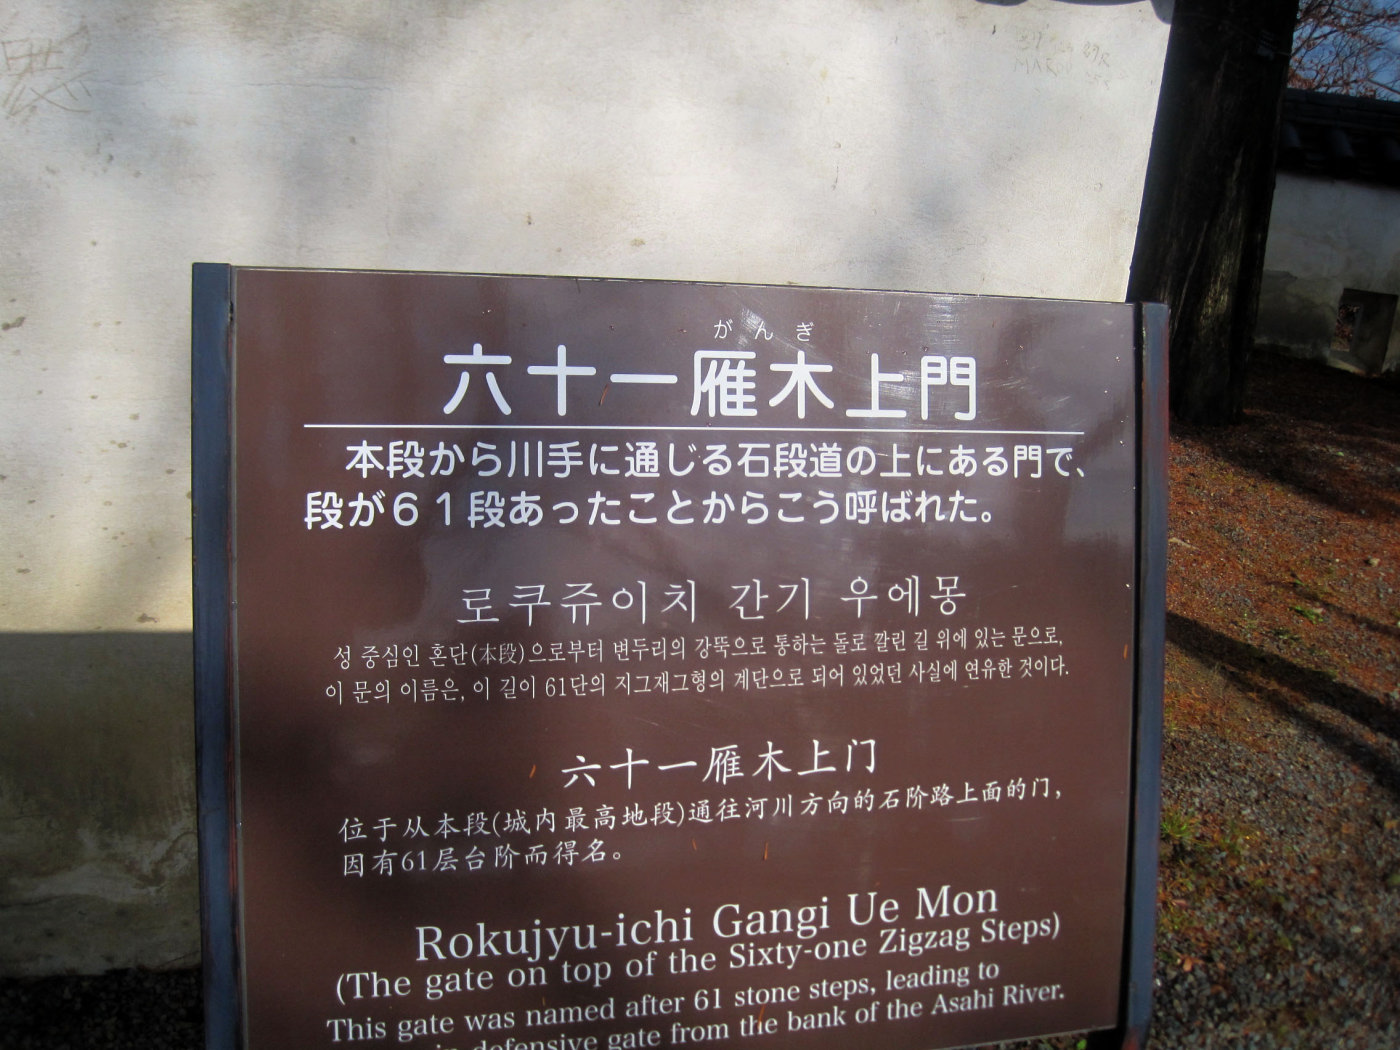 がんぎ
六十一雁木上門
本段から川手に通じる石段道の上にある門で、
段が61段あったことからこう呼ばれた。
로쿠쥬이치 간기 우에몽
성 중심인 혼단(本段)으로부터 변두리의 강뚝으로 통하는 돌로 깔린 길 위에 있는 문으로,
이 문의 이름은, 이 길이 61단의 지그재그형의 계단으로 되어 있었던 사실에 연유한 것이다.
六十一雁木上门
位于从本段(城内最高地段)通往河川方向的石阶路上面的门，
因有61层台阶而得名。
Rokujyu-ichi Gangi Ue Mon
(The gate on top of the Sixty-one Zigzag Steps)
This gate was named after 61 stone steps, leading to
defensive gate from the bank of the Asahi River.